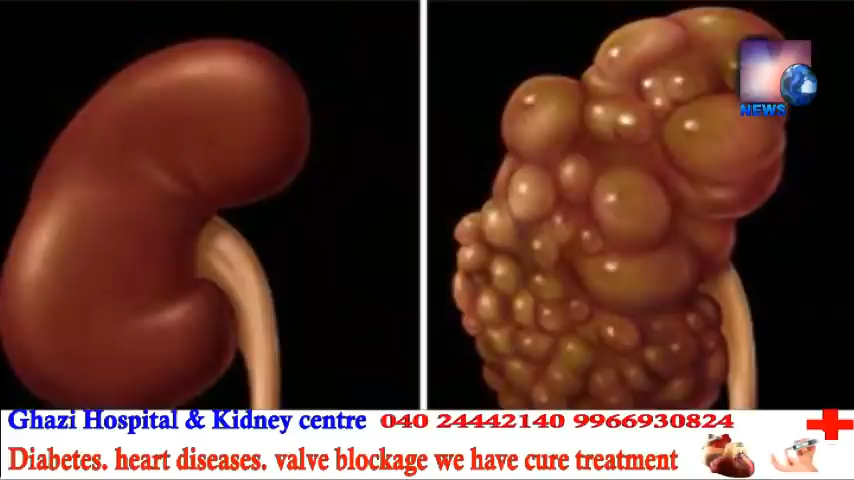 NEWS
Ghazi Hospital & Kidney centre 040 24442140 9966930824
Diabetes. heart diseases. valve blockage we have cure treatment